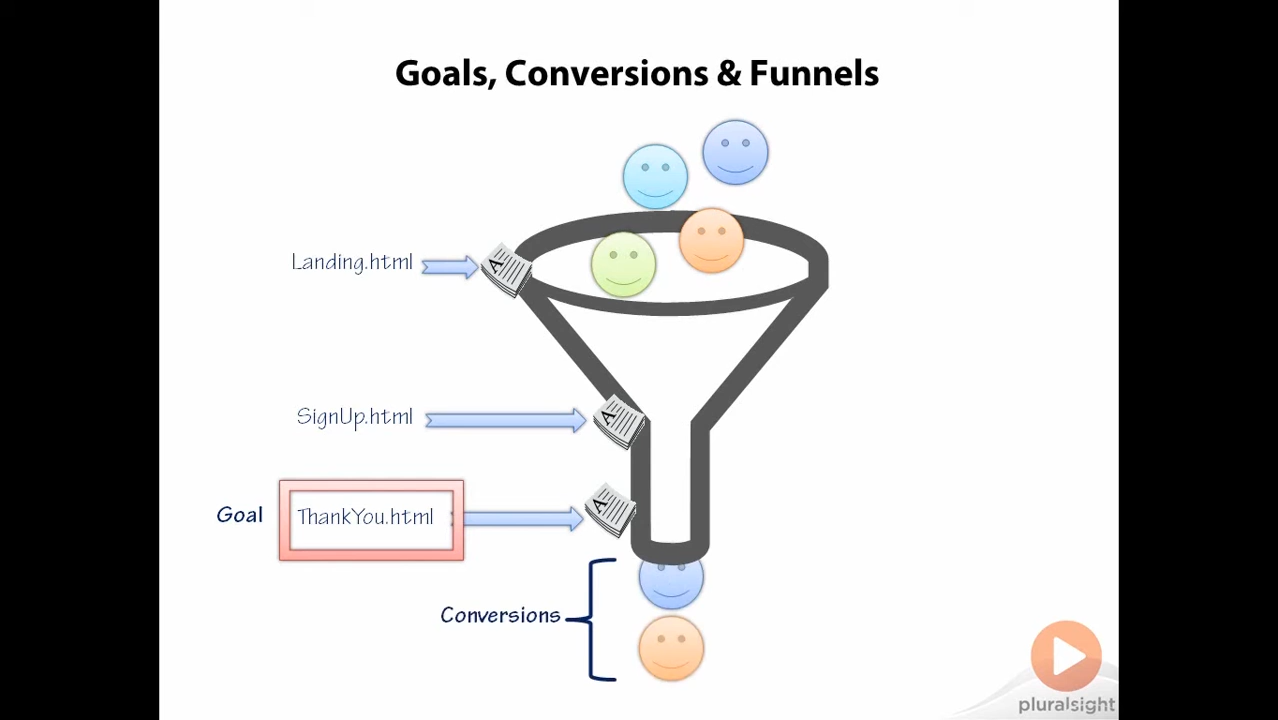 Goals, Conversions & Funnels
Landing.html
A
SignUp.html
A
Goal
ThankYou.html
A
Conversions
pluralsight